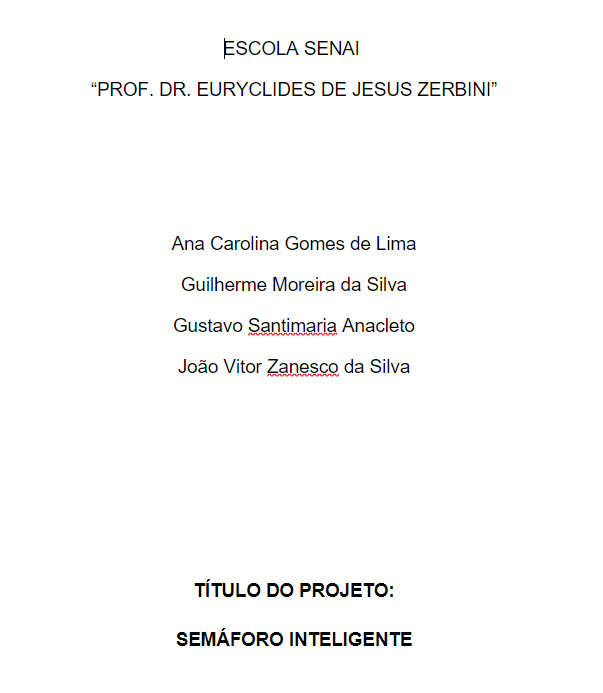 ESCOLA SENAI
“PROF. DR. EURYCLIDES DE JESUS ZERBINI”
Ana Carolina Gomes de Lima
Guilherme Moreira da Silva
Gustavo Santimaria Anacleto
João Vitor Zanesco da Silva
TÍTULO DO PROJETO:
SEMÁFORO INTELIGENTE